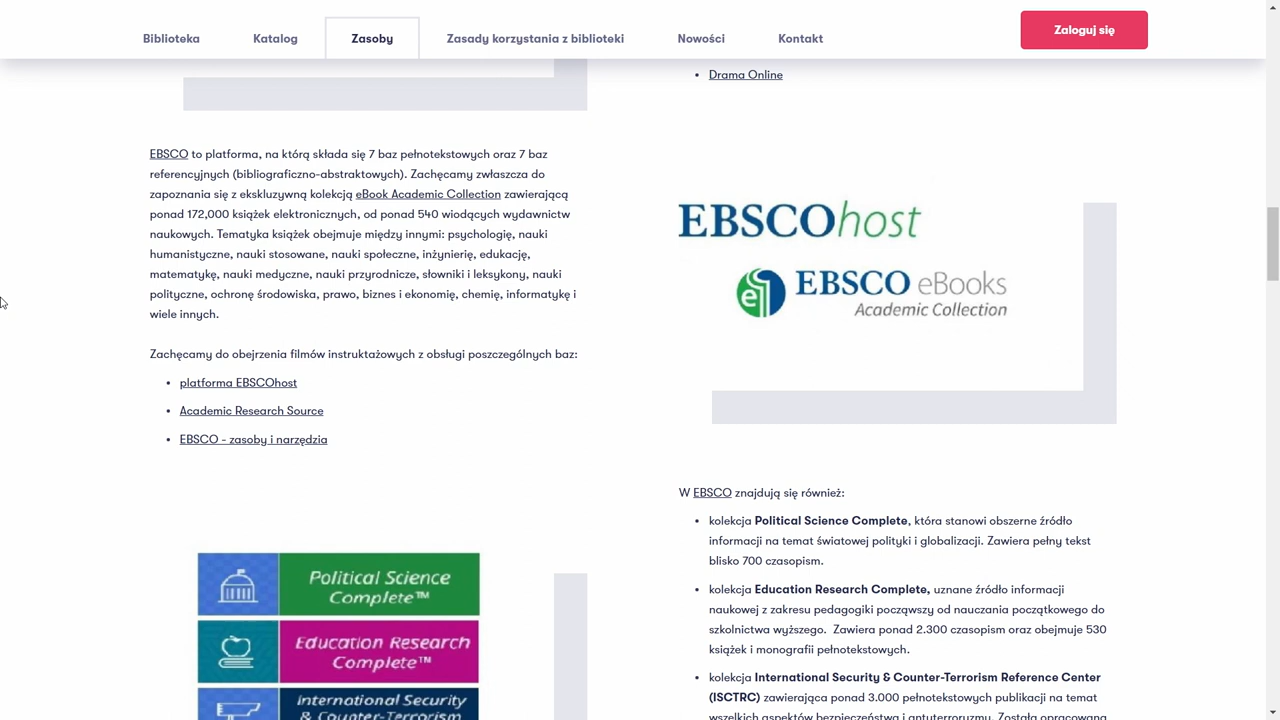 Biblioteka
Katalog
Zasoby
Zasady korzystania z biblioteki
Nowości
Kontakt
Zaloguj się
• Drama Online
EBSCO to platforma, na którą składa się 7 baz pełnotekstowych oraz 7 baz
referencyjnych (bibliograficzno-abstraktowych). Zachęcamy zwłaszcza do
zapoznania się z ekskluzywną kolekcją eBook Academic Collection zawierającą
ponad 172,000 książek elektronicznych, od ponad 540 wiodących wydawnictw
naukowych. Tematyka książek obejmuje między innymi: psychologię, nauki
humanistyczne, nauki stosowane, nauki społeczne, inżynierię, edukację,
matematykę, nauki medyczne, nauki przyrodnicze, słowniki i leksykony, nauki
polityczne, ochronę środowiska, prawo, biznes i ekonomię, chemię, informatykę i
wiele innych.
Zachęcamy do obejrzenia filmów instruktażowych z obsługi poszczególnych baz:
• platforma EBSCOhost
• Academic Research Source
• EBSCO - zasoby i narzędzia
EBSCOhost
EBSCO eBooks
Academic Collection
Political Science
Complete™
Education Research
Complete™
International Security
& Counter-Terrorism
W EBSCO znajdują się również:
• kolekcja Political Science Complete, która stanowi obszerne źródło
informacji na temat światowej polityki i globalizacji. Zawiera pełny tekst
blisko 700 czasopism.
• kolekcja Education Research Complete, uznane źródło informacji
naukowej z zakresu pedagogiki począwszy od nauczania początkowego do
szkolnictwa wyższego. Zawiera ponad 2.300 czasopism oraz obejmuje 530
książek i monografii pełnotekstowych.
• kolekcja International Security & Counter-Terrorism Reference Center
(ISCTRC) zawierająca ponad 3.000 pełnotekstowych publikacji na temat
wszelkich aspektów bezpieczeństwa i antyterroryzmu. Została opracowana